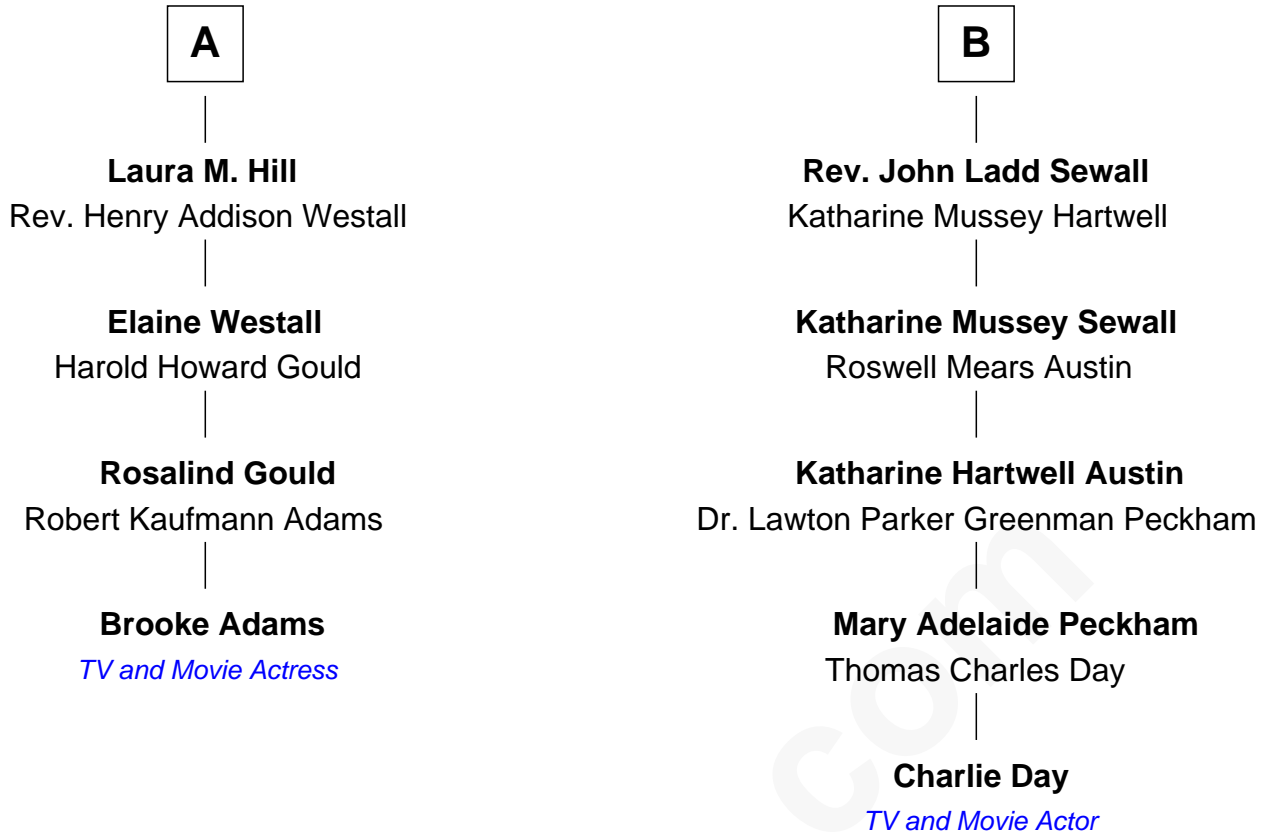 A
Laura M. Hill
Rev. Henry Addison Westall
Elaine Westall
Harold Howard Gould
Rosalind Gould
Robert Kaufmann Adams
Brooke Adams
TV and Movie Actress
B
Rev. John Ladd Sewall
Katharine Mussey Hartwell
Katharine Mussey Sewall
Roswell Mears Austin
Katharine Hartwell Austin
Dr. Lawton Parker Greenman Peckham
Mary Adelaide Peckham
Thomas Charles Day
Charlie Day
TV and Movie Actor
com